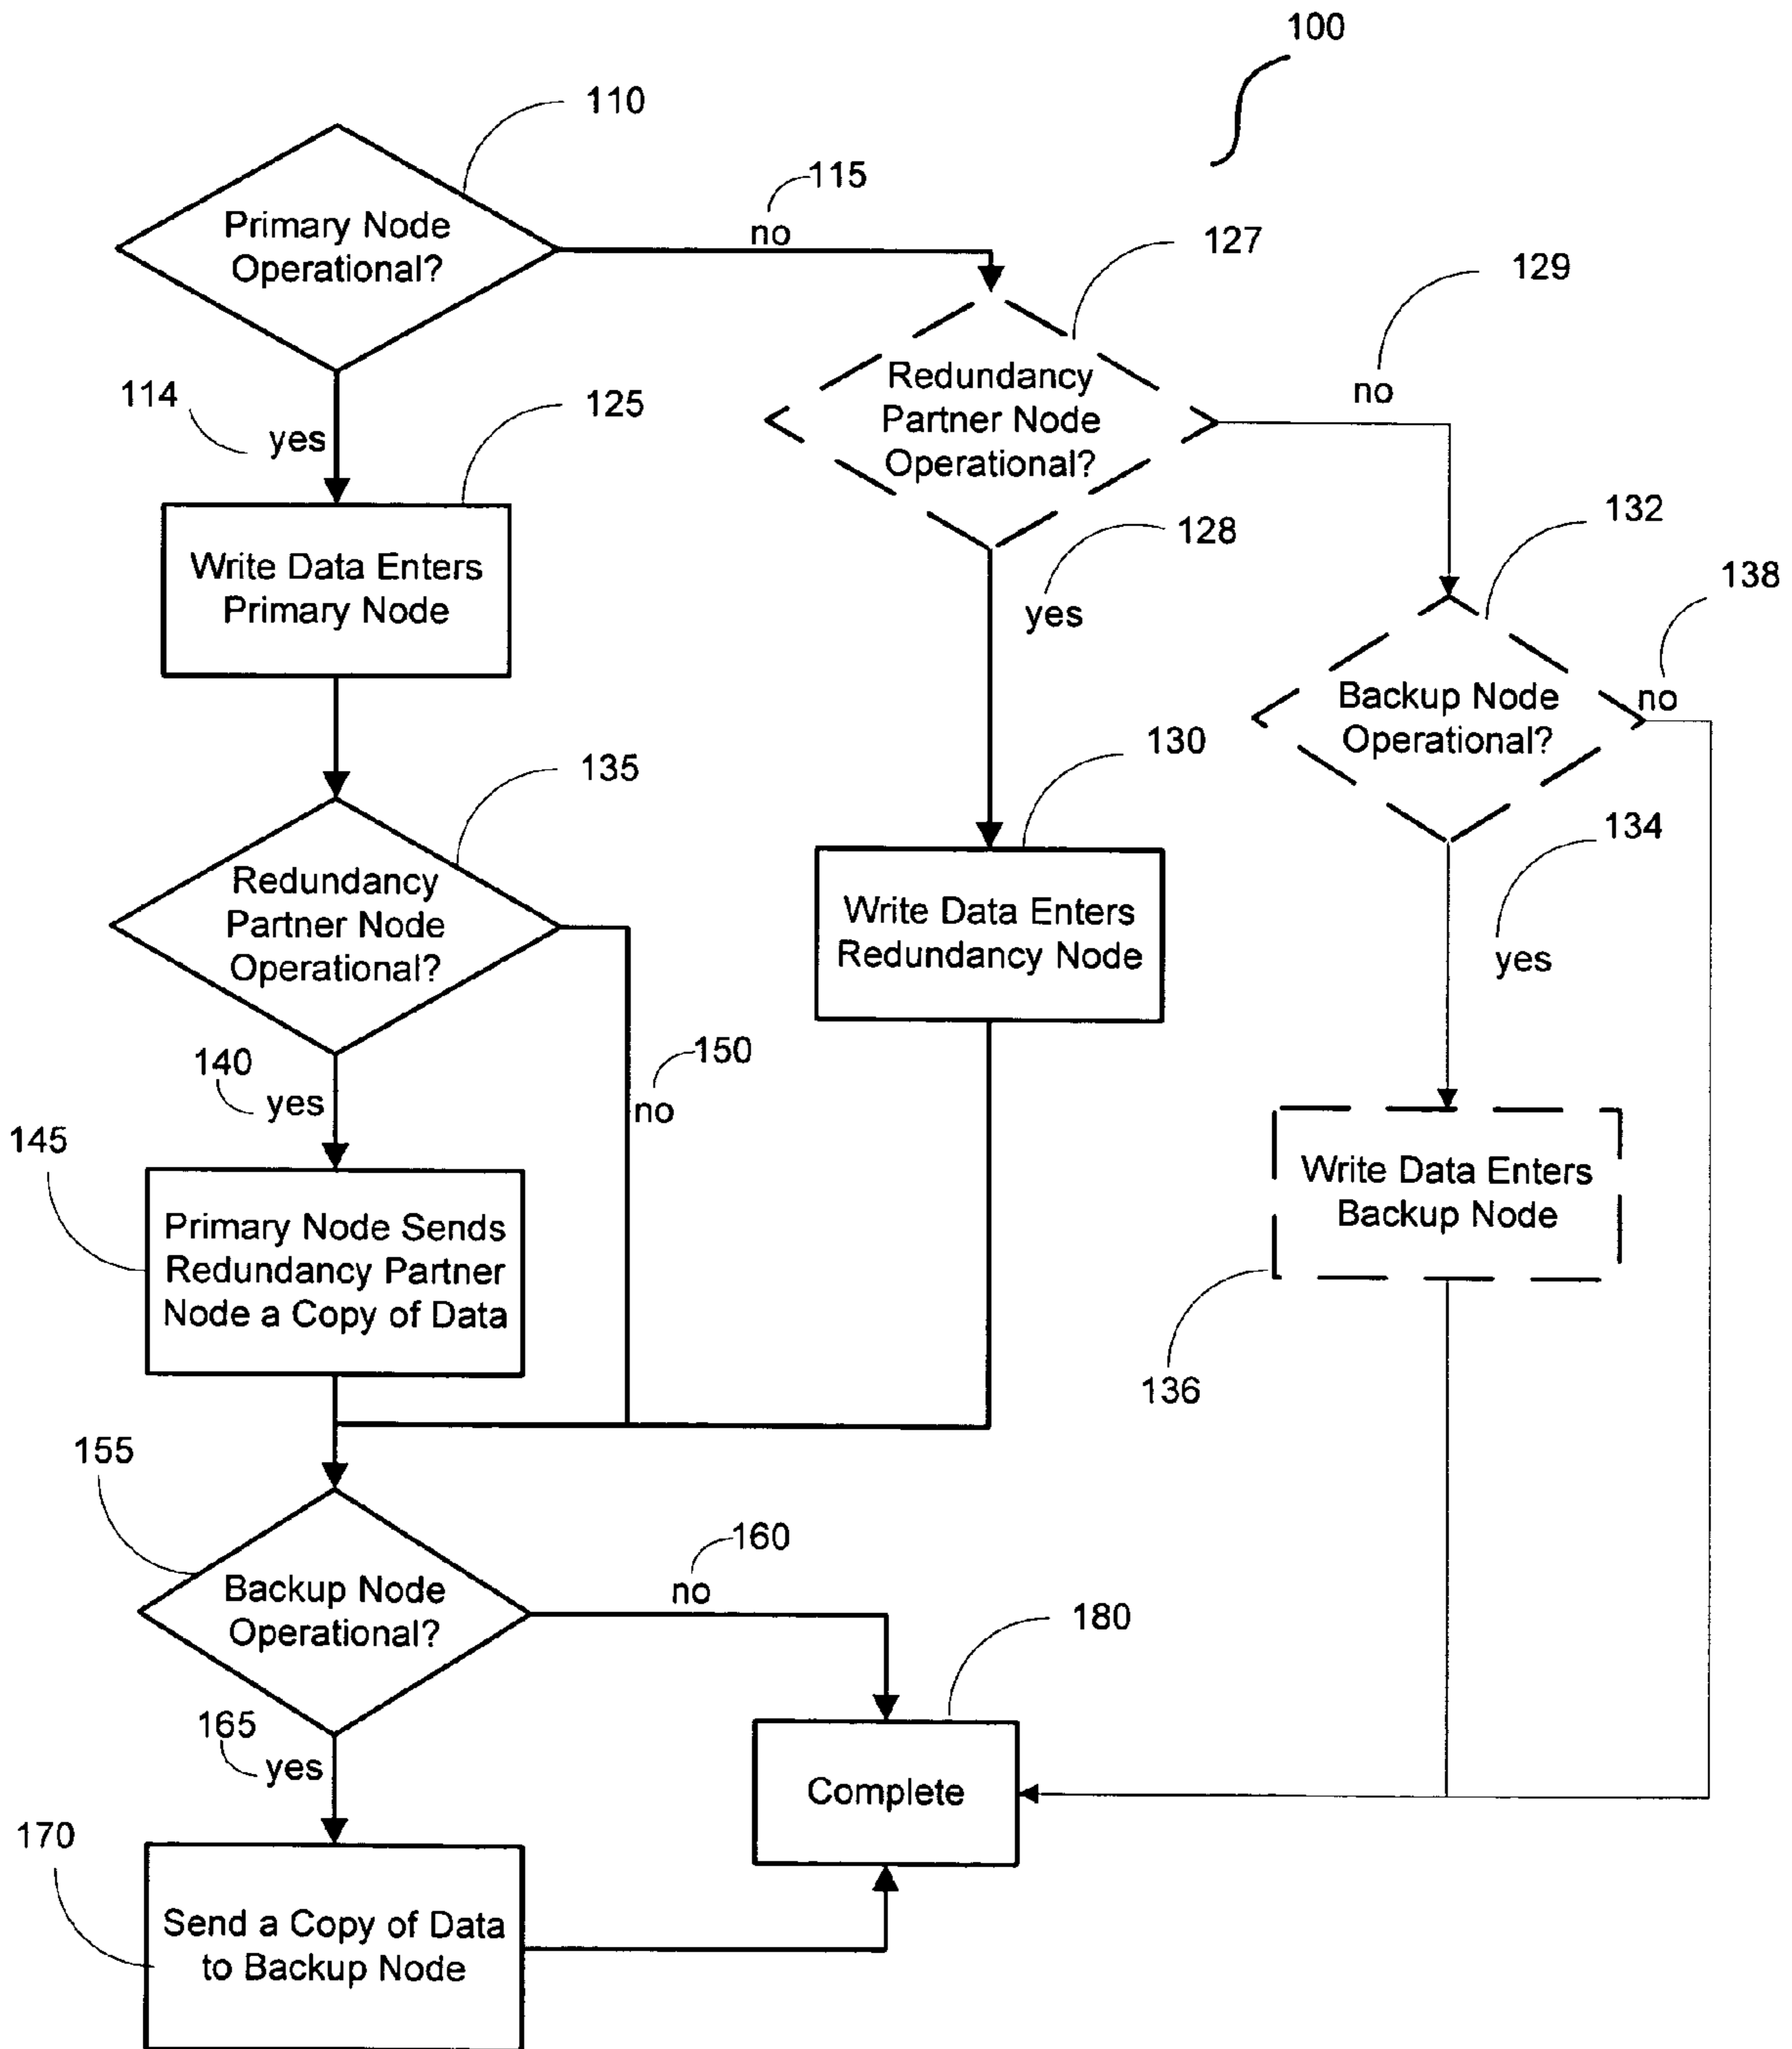 100
110
Primary Node
Operational?
115
no
127
129
no
Redundancy
Partner Node
Operational?
114
yes
125
Write Data Enters
Primary Node
128
yes
132
138
no
Backup Node
Operational?
134
yes
130
Write Data Enters
Redundancy Node
135
Redundancy
Partner Node
Operational?
140
yes
150
no
145
Primary Node Sends
Redundancy Partner
Node a Copy of Data
Write Data Enters
Backup Node
136
155
Backup Node
Operational?
160
no
180
Complete
165
yes
170
Send a Copy of Data
to Backup Node